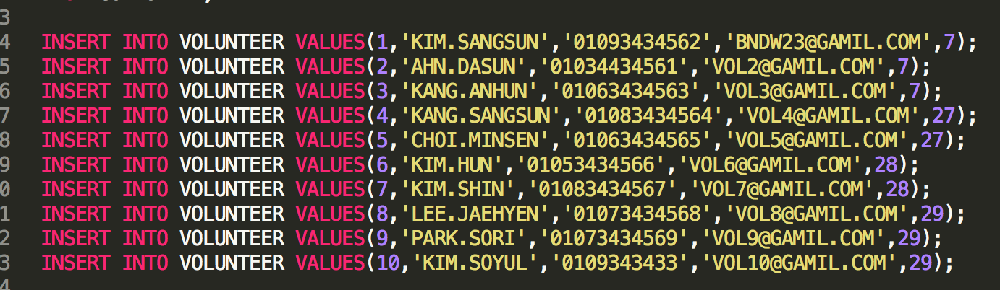 3
4 INSERT INTO VOLUNTEER VALUES(1,'KIM.SANGSUN','01093434562','BNDW23@GAMIL.COM',7);
5 INSERT INTO VOLUNTEER VALUES(2,'AHN.DASUN','01034434561','VOL2@GAMIL.COM',7);
6 INSERT INTO VOLUNTEER VALUES(3,'KANG.ANHUN','01063434563','VOL3@GAMIL.COM',7);
7 INSERT INTO VOLUNTEER VALUES(4,'KANG.SANGSUN','01083434564','VOL4@GAMIL.COM',27);
8 INSERT INTO VOLUNTEER VALUES(5,'CHOI.MINSEN','01063434565','VOL5@GAMIL.COM',27);
9 INSERT INTO VOLUNTEER VALUES(6,'KIM.HUN','01053434566','VOL6@GAMIL.COM',28);
0 INSERT INTO VOLUNTEER VALUES(7,'KIM.SHIN','01083434567','VOL7@GAMIL.COM',28);
1 INSERT INTO VOLUNTEER VALUES(8,'LEE.JAEHYEN','01073434568','VOL8@GAMIL.COM',29);
2 INSERT INTO VOLUNTEER VALUES(9,'PARK.SORI','01073434569','VOL9@GAMIL.COM',29);
3 INSERT INTO VOLUNTEER VALUES(10,'KIM.SOYUL','0109343433','VOL10@GAMIL.COM',29);
4